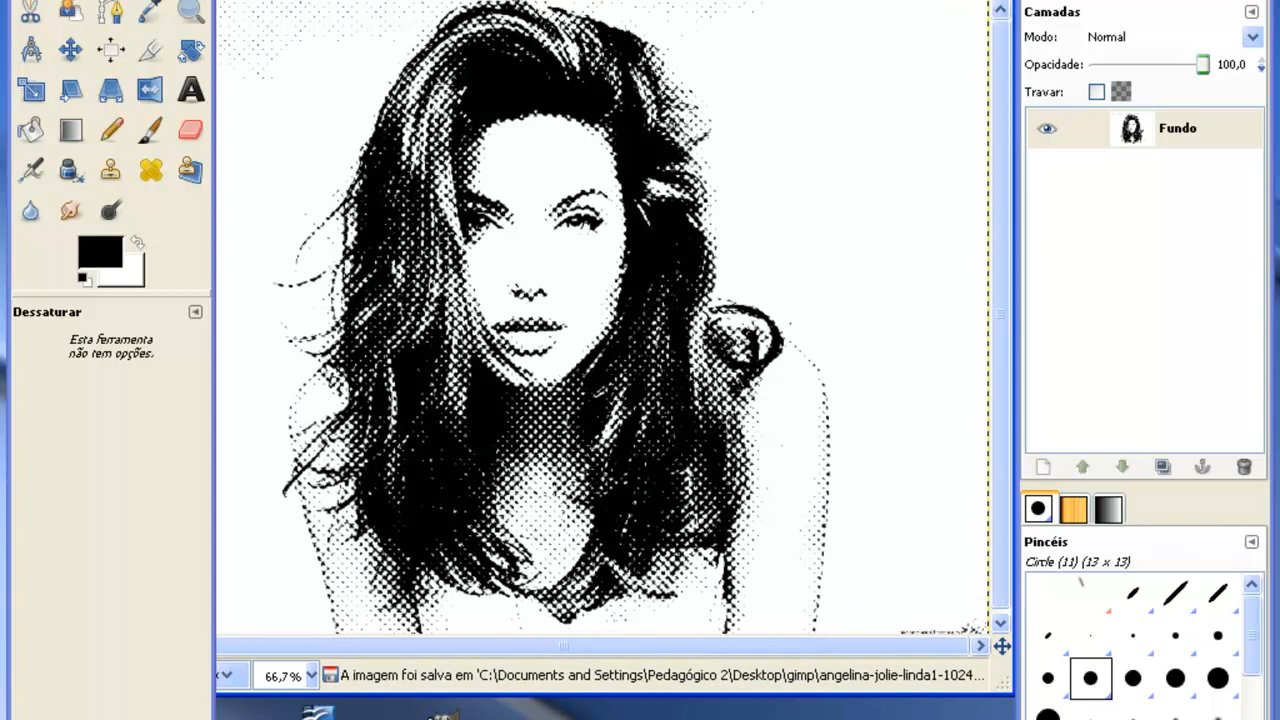 Camadas
Modo: Normal
Opacidade: 100,0
Travar:
Fundo
Dessaturar
Esta ferramenta
não tem opções.
Pincéis
Circle (11) (13 x 13)
66,7%
A imagem foi salva em 'C:\Documents and Settings\Pedagógico 2\Desktop\gimp\angelina-jolie-linda1-1024...